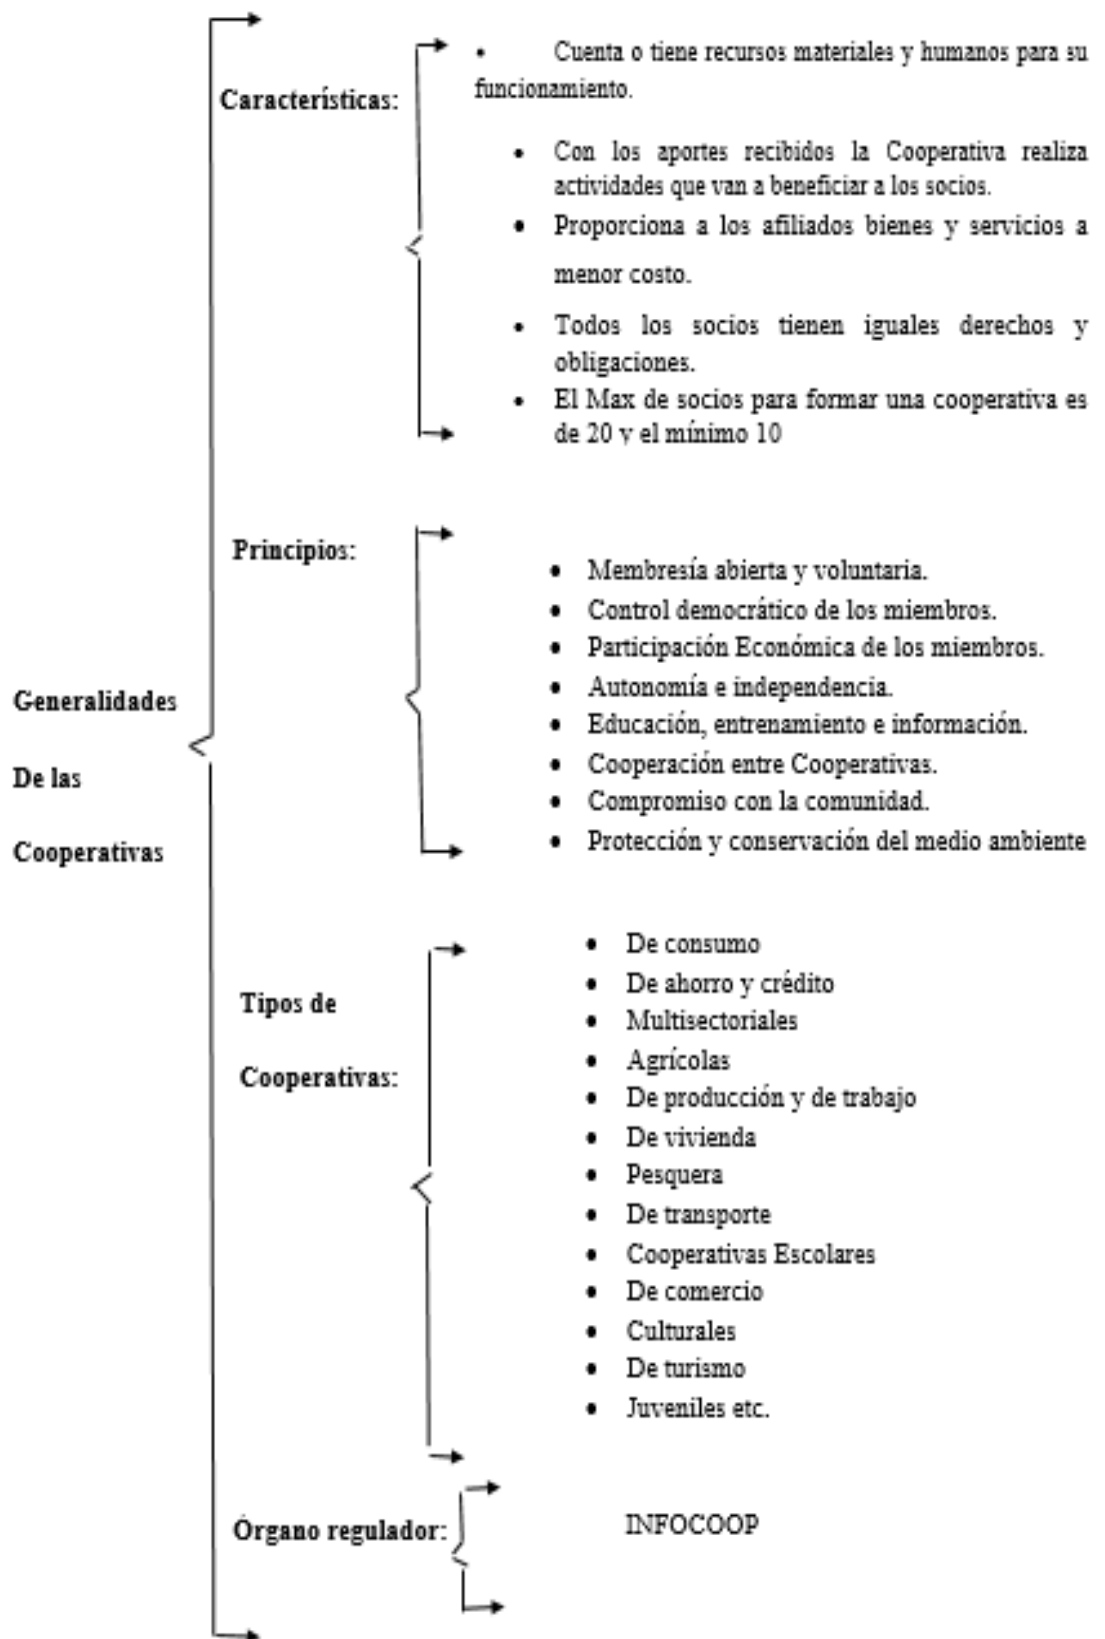 Características:
• Cuenta o tiene recursos materiales y humanos para su
funcionamiento.
• Con los aportes recibidos la Cooperativa realiza
actividades que van a beneficiar a los socios.
• Proporciona a los afiliados bienes y servicios a
menor costo.
• Todos los socios tienen iguales derechos y
obligaciones.
• El Max de socios para formar una cooperativa es
de 20 y el mínimo 10
Principios:
• Membresía abierta y voluntaria.
• Control democrático de los miembros.
• Participación Económica de los miembros.
• Autonomía e independencia.
• Educación, entrenamiento e información.
• Cooperación entre Cooperativas.
• Compromiso con la comunidad.
• Protección y conservación del medio ambiente
Generalidades
De las
Cooperativas
Tipos de
Cooperativas:
• De consumo
• De ahorro y crédito
• Multisectoriales
• Agrícolas
• De producción y de trabajo
• De vivienda
• Pesquera
• De transporte
• Cooperativas Escolares
• De comercio
• Culturales
• De turismo
• Juveniles etc.
Órgano regulador:
INFOCOOP